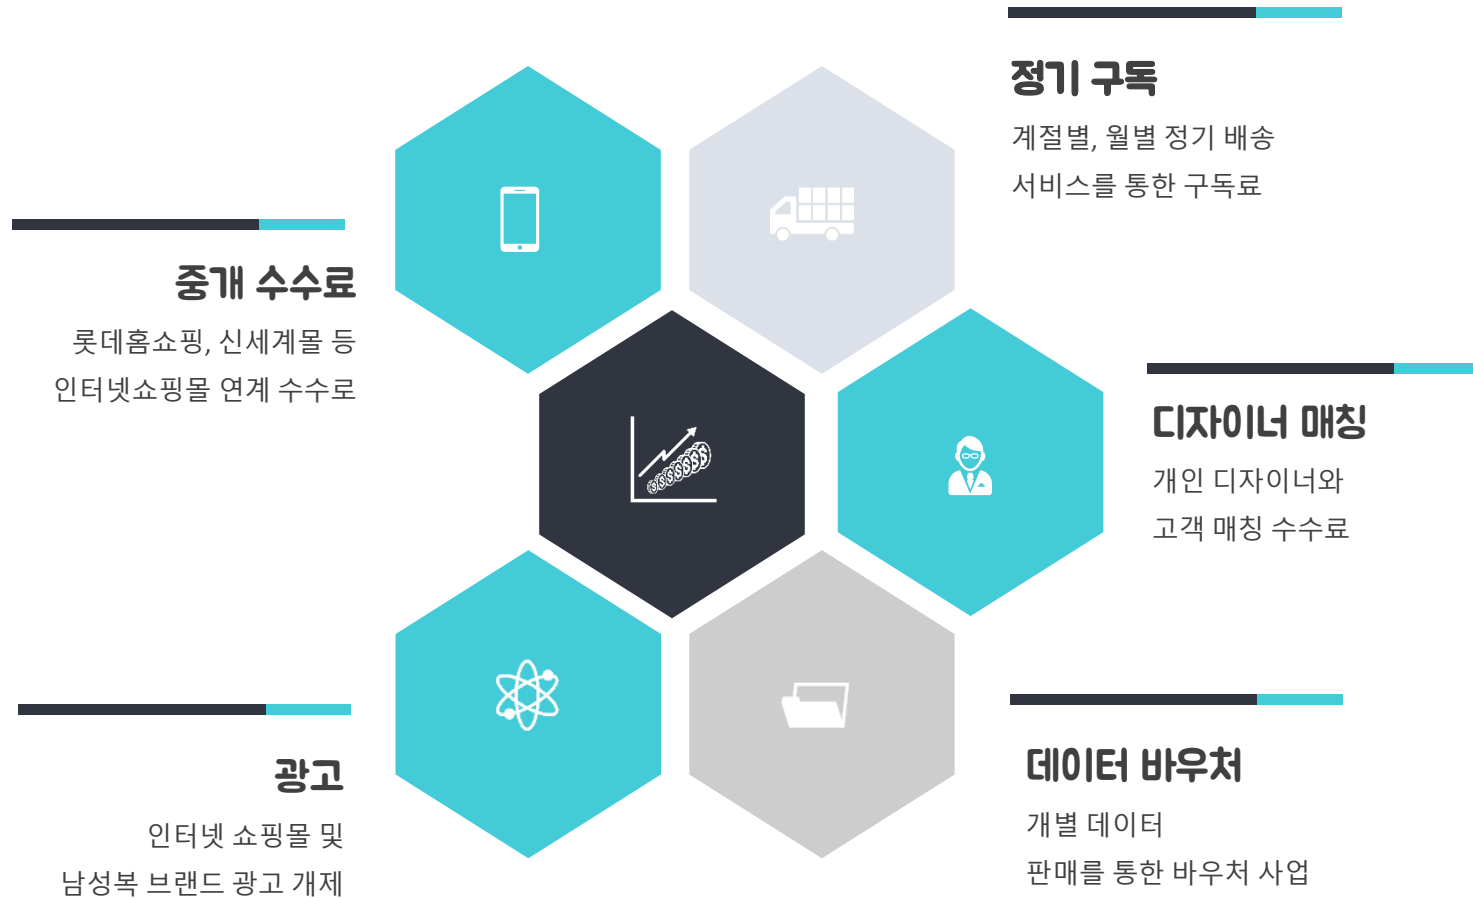 정기 구독
계절별, 월별 정기 배송
서비스를 통한 구독료
중개 수수료
롯데홈쇼핑, 신세계몰 등
인터넷쇼핑몰 연계 수수로
디자이너 매칭
개인 디자이너와
고객 매칭 수수료
광고
인터넷 쇼핑몰 및
남성복 브랜드 광고 개제
데이터 바우처
개별 데이터
판매를 통한 바우처 사업